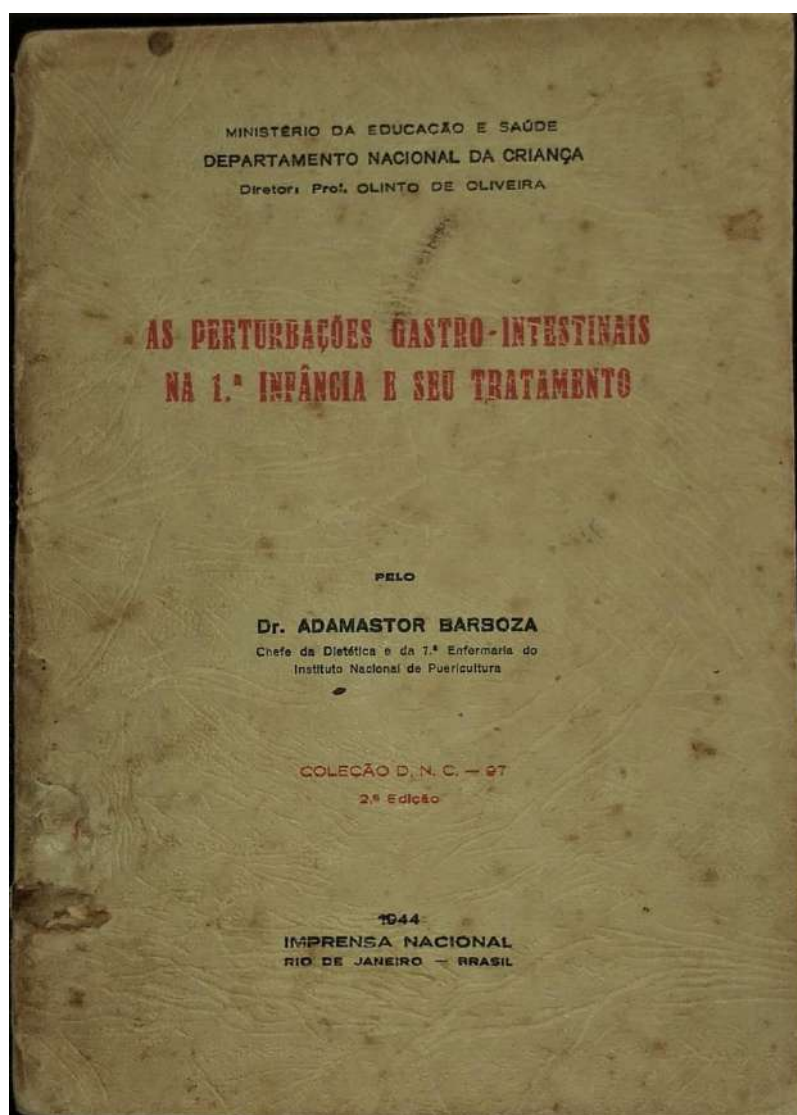 MINISTÉRIO DA EDUCAÇÃO E SAÚDE
DEPARTAMENTO NACIONAL DA CRIANÇA
Diretor: Prof. OLINTO DE OLIVEIRA
AS PERTURBAÇÕES GASTRO-INTESTINAIS
NA 1.ª INFÂNCIA E SEU TRATAMENTO
PELO
Dr. ADAMASTOR BARBOZA
Chefe da Dietética e da 7.ª Enfermaria do
Instituto Nacional de Puericultura
COLEÇÃO D. N. C. — 97
2.ª Edição
1944
IMPRENSA NACIONAL
RIO DE JANEIRO — BRASIL